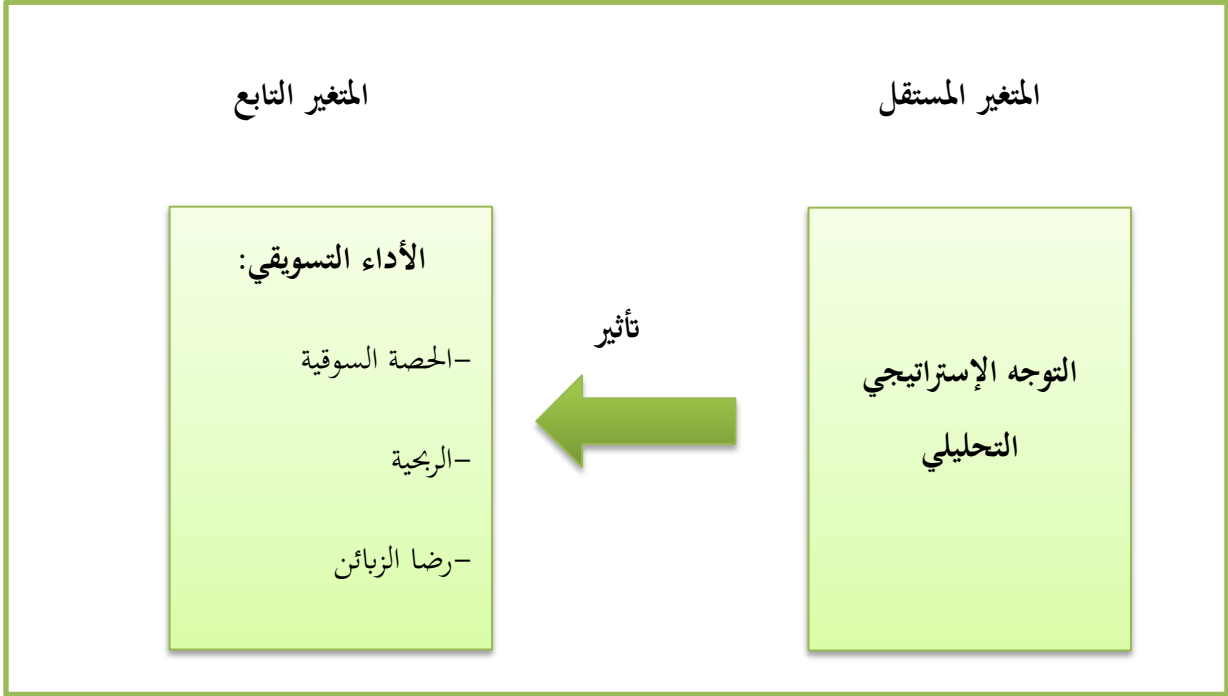 المتغير المستقل
المتغير التابع
التوجه الإستراتيجي
التحليلي
تأثير
الأداء التسويقي:
-الحصة السوقية
-الربحية
-رضا الزبائن